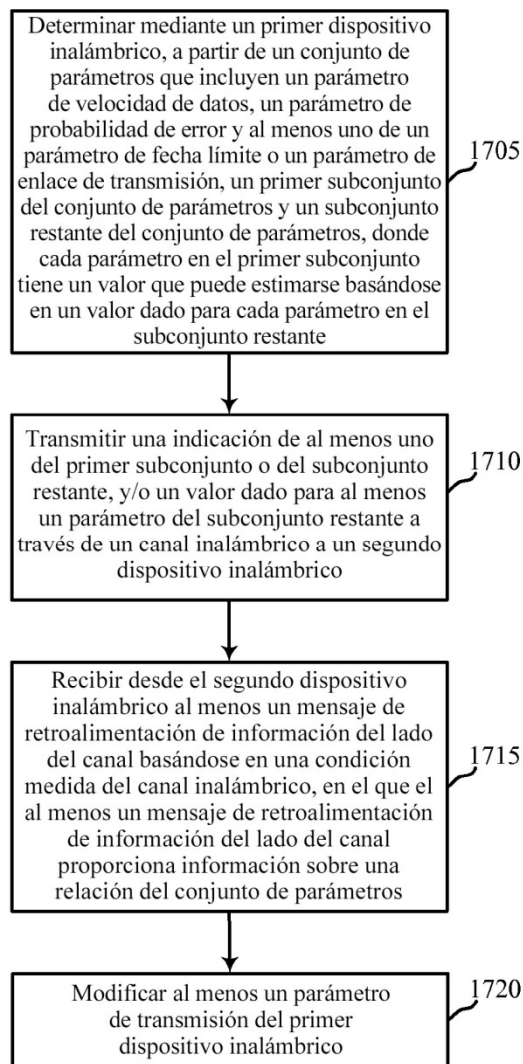 Determinar mediante un primer dispositivo
inalámbrico, a partir de un conjunto de
parámetros que incluyen un parámetro
de velocidad de datos, un parámetro de
probabilidad de error y al menos uno de un
parámetro de fecha límite o un parámetro de
enlace de transmisión, un primer subconjunto
del conjunto de parámetros y un subconjunto
restante del conjunto de parámetros, donde
cada parámetro en el primer subconjunto
tiene un valor que puede estimarse basándose
en un valor dado para cada parámetro en el
subconjunto restante
1705
Transmitir una indicación de al menos uno
del primer subconjunto o del subconjunto
restante, y/o un valor dado para al menos
un parámetro del subconjunto restante a
través de un canal inalámbrico a un segundo
dispositivo inalámbrico
1710
Recibir desde el segundo dispositivo
inalámbrico al menos un mensaje de
retroalimentación de información del lado
del canal basándose en una condición
medida del canal inalámbrico, en el que el
al menos un mensaje de retroalimentación
de información del lado del canal
proporciona información sobre una
relación del conjunto de parámetros
1715
Modificar al menos un parámetro
de transmisión del primer
dispositivo inalámbrico
1720